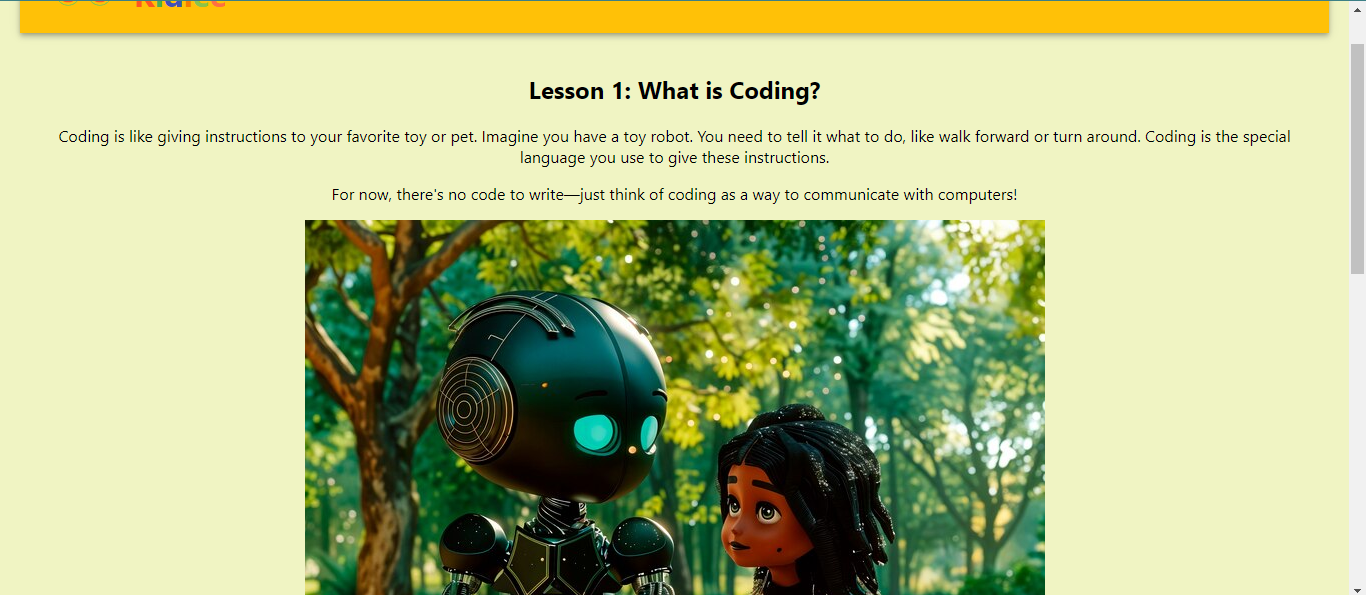 Lesson 1: What is Coding?
Coding is like giving instructions to your favorite toy or pet. Imagine you have a toy robot. You need to tell it what to do, like walk forward or turn around. Coding is the special
language you use to give these instructions.
For now, there's no code to write—just think of coding as a way to communicate with computers!